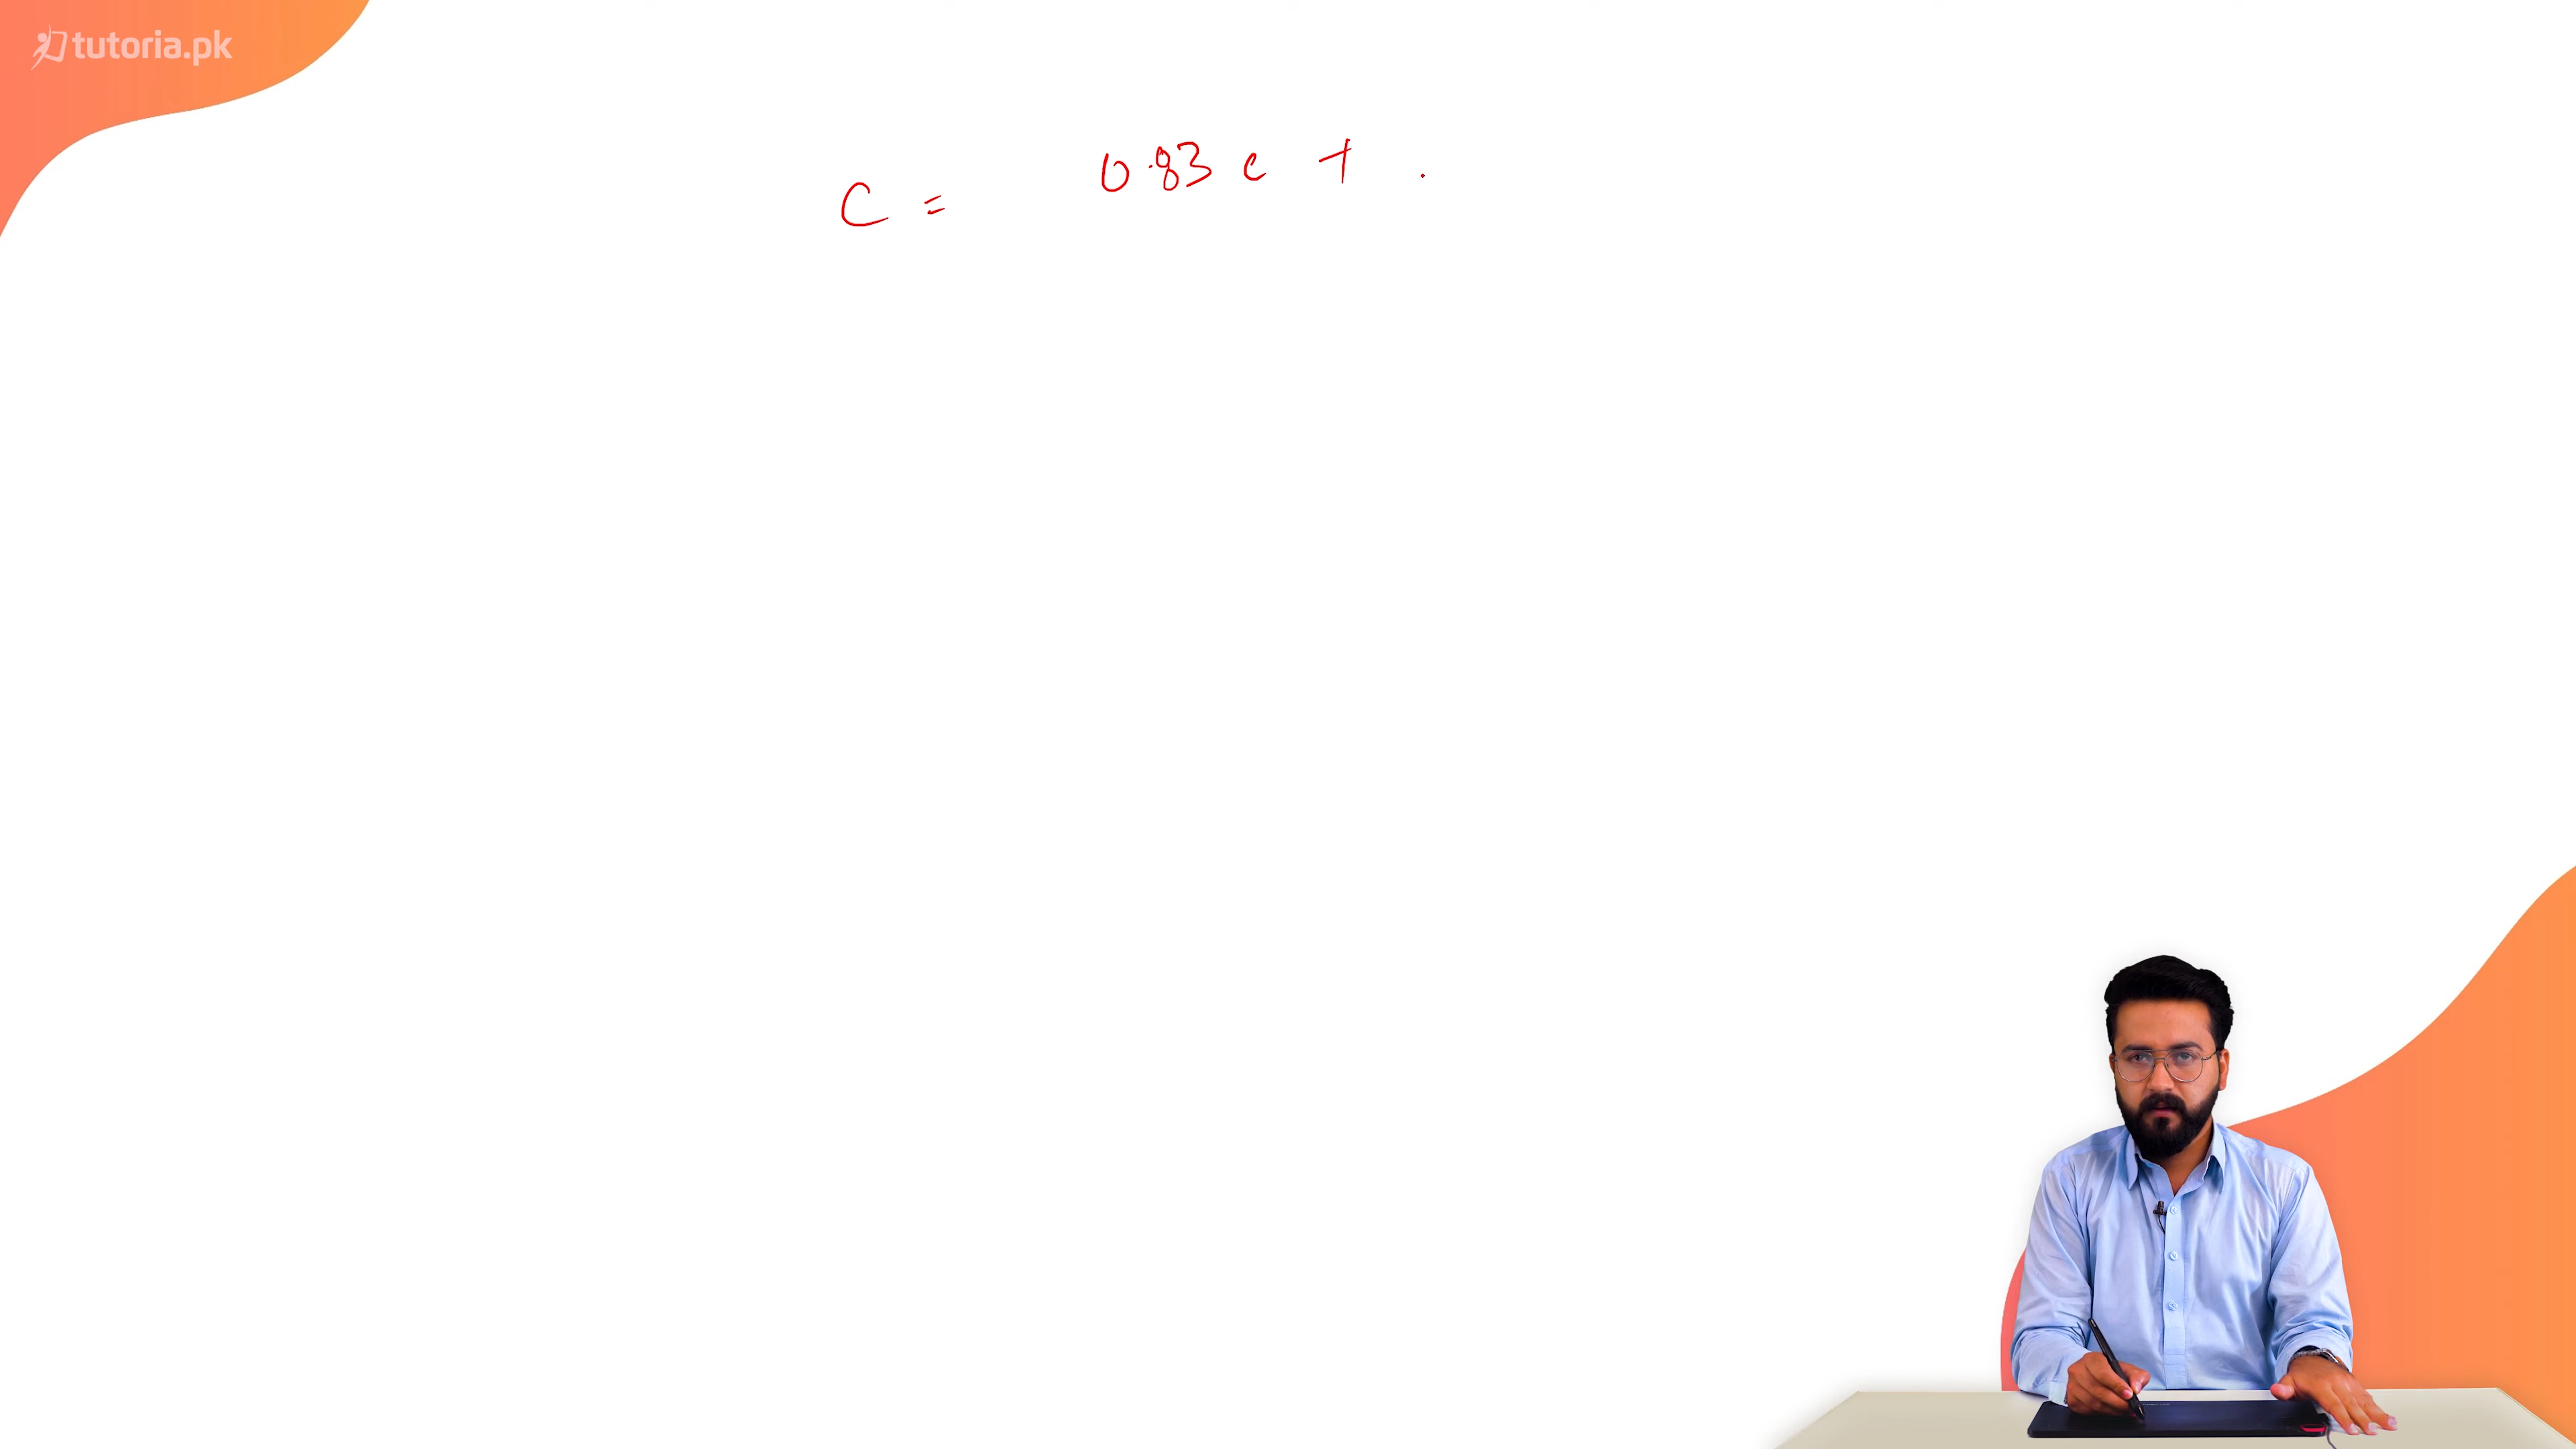 tutoria.pk
C = 0.83 c + .